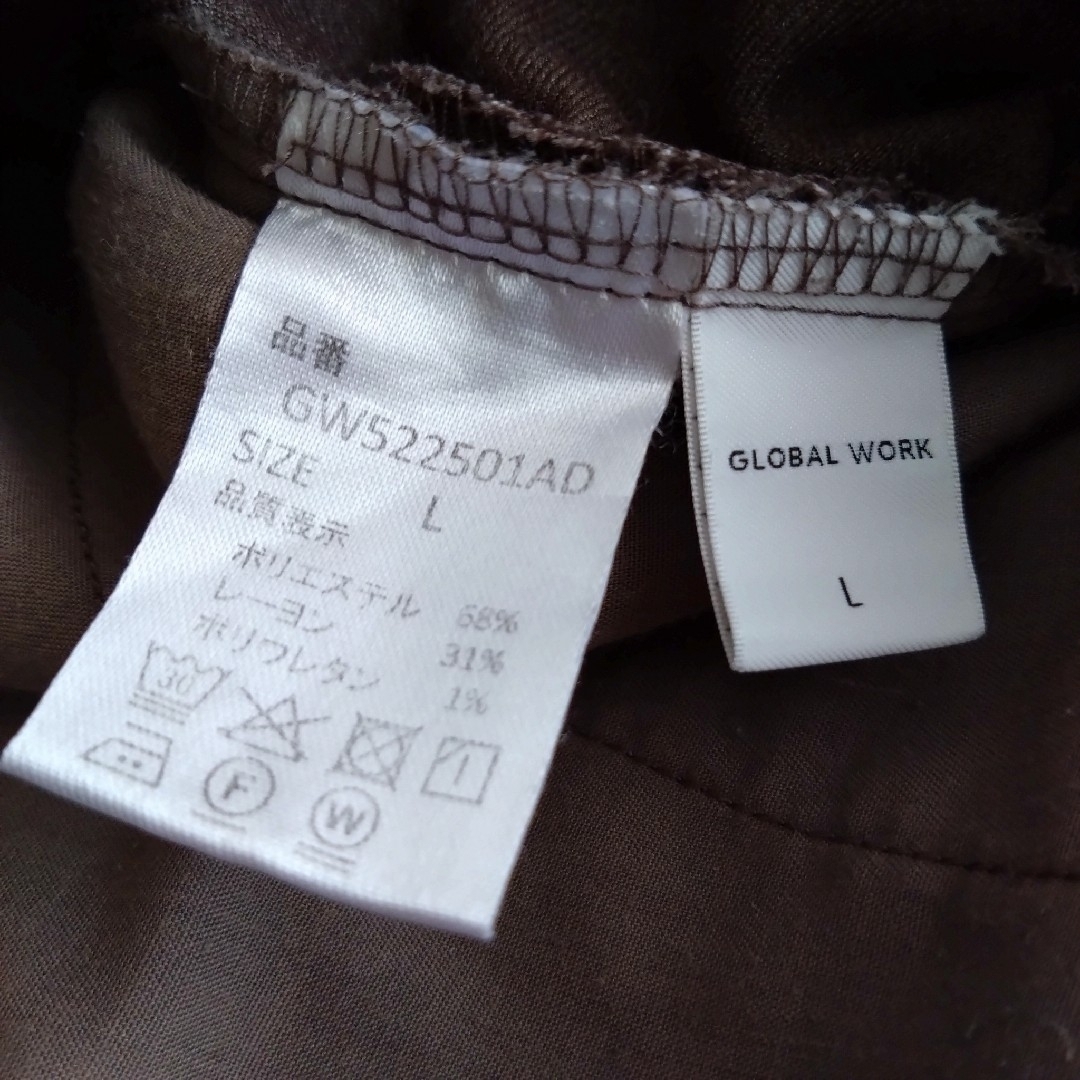 品番
GW522501AD
SIZE L
品質表示
ポリエステル 68%
レーヨン 31%
ポリウレタン 1%
30
F
W
GLOBAL WORK
L